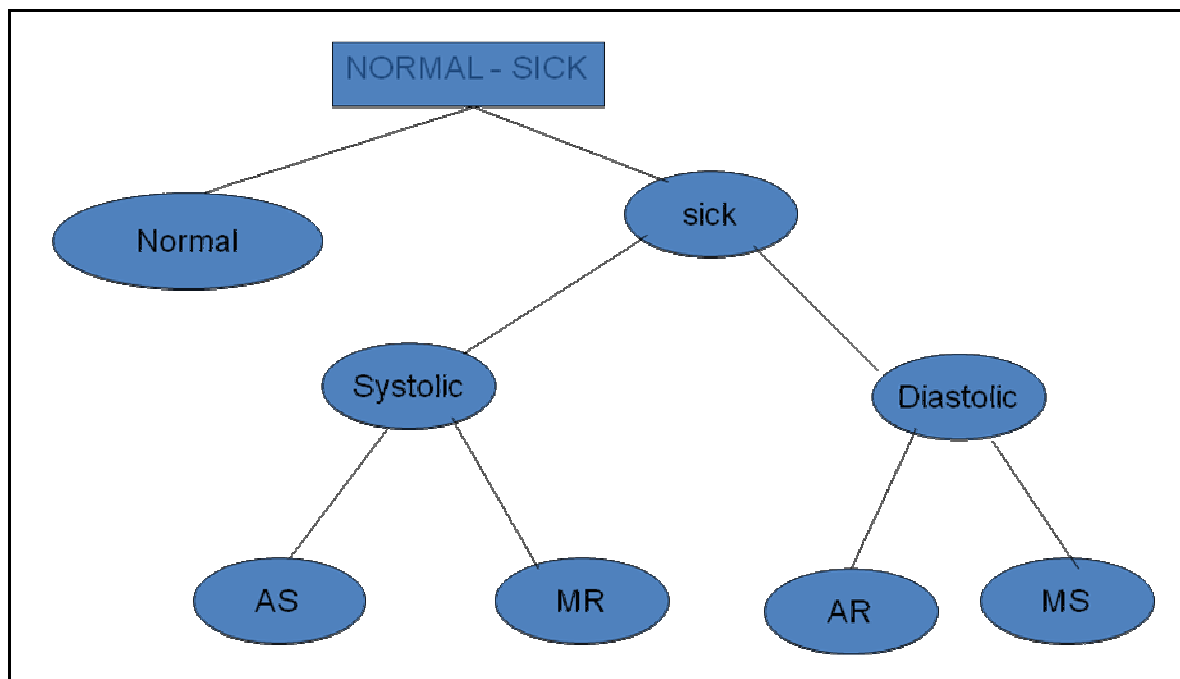 NORMAL - SICK
Normal
sick
Systolic
Diastolic
AS
MR
AR
MS